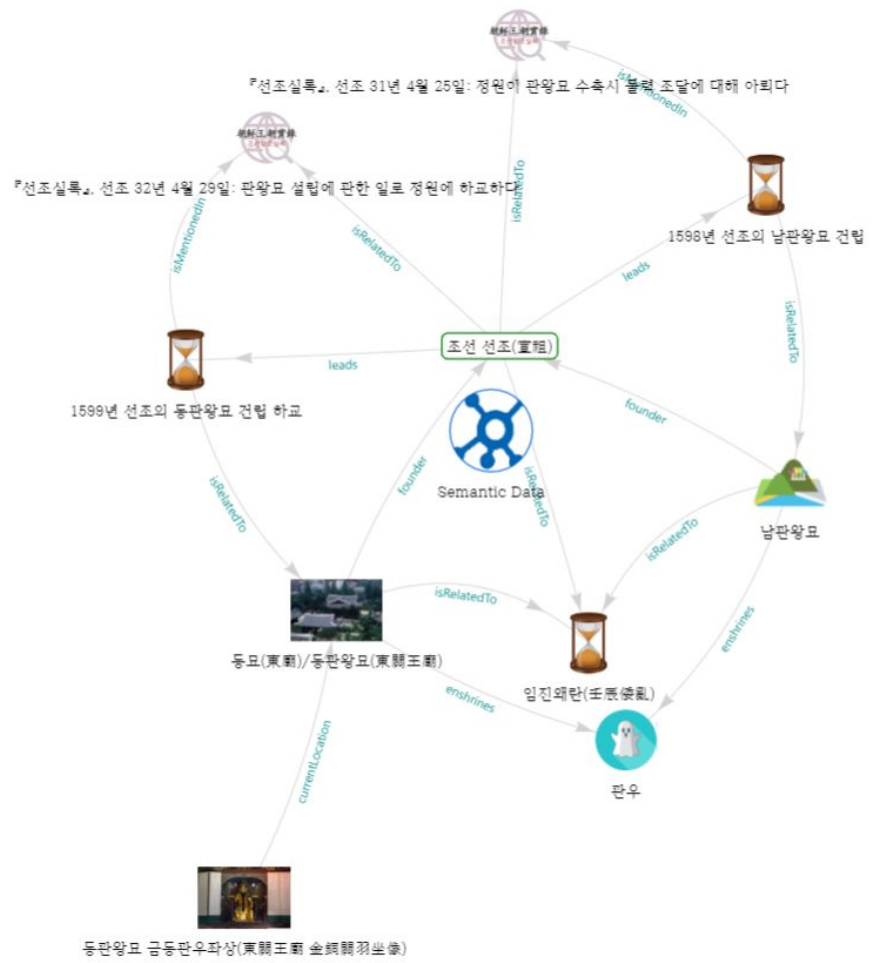 『선조실록』, 선조 31년 4월 25일: 정원이 관왕묘 수축시 물력 조달에 대해 아뢰다
isMentionedIn
『선조실록』, 선조 32년 4월 29일: 관왕묘 설립에 관한 일로 정원에 하교하다
isRelatedTo
isMentionedIn
isRelatedTo
1598년 선조의 남관왕묘 건립
leads
isRelatedTo
조선 선조(宣祖)
leads
1599년 선조의 동관왕묘 건립 하교
founder
founder
Semantic Data
isRelatedTo
isRelatedTo
남관왕묘
isRelatedTo
isRelatedTo
enshrines
동묘(東廟)/동관왕묘(東關王廟)
enshrines
임진왜란(壬辰倭亂)
currentLocation
관우
동관왕묘 금동관우좌상(東關王廟 金銅關羽坐像)